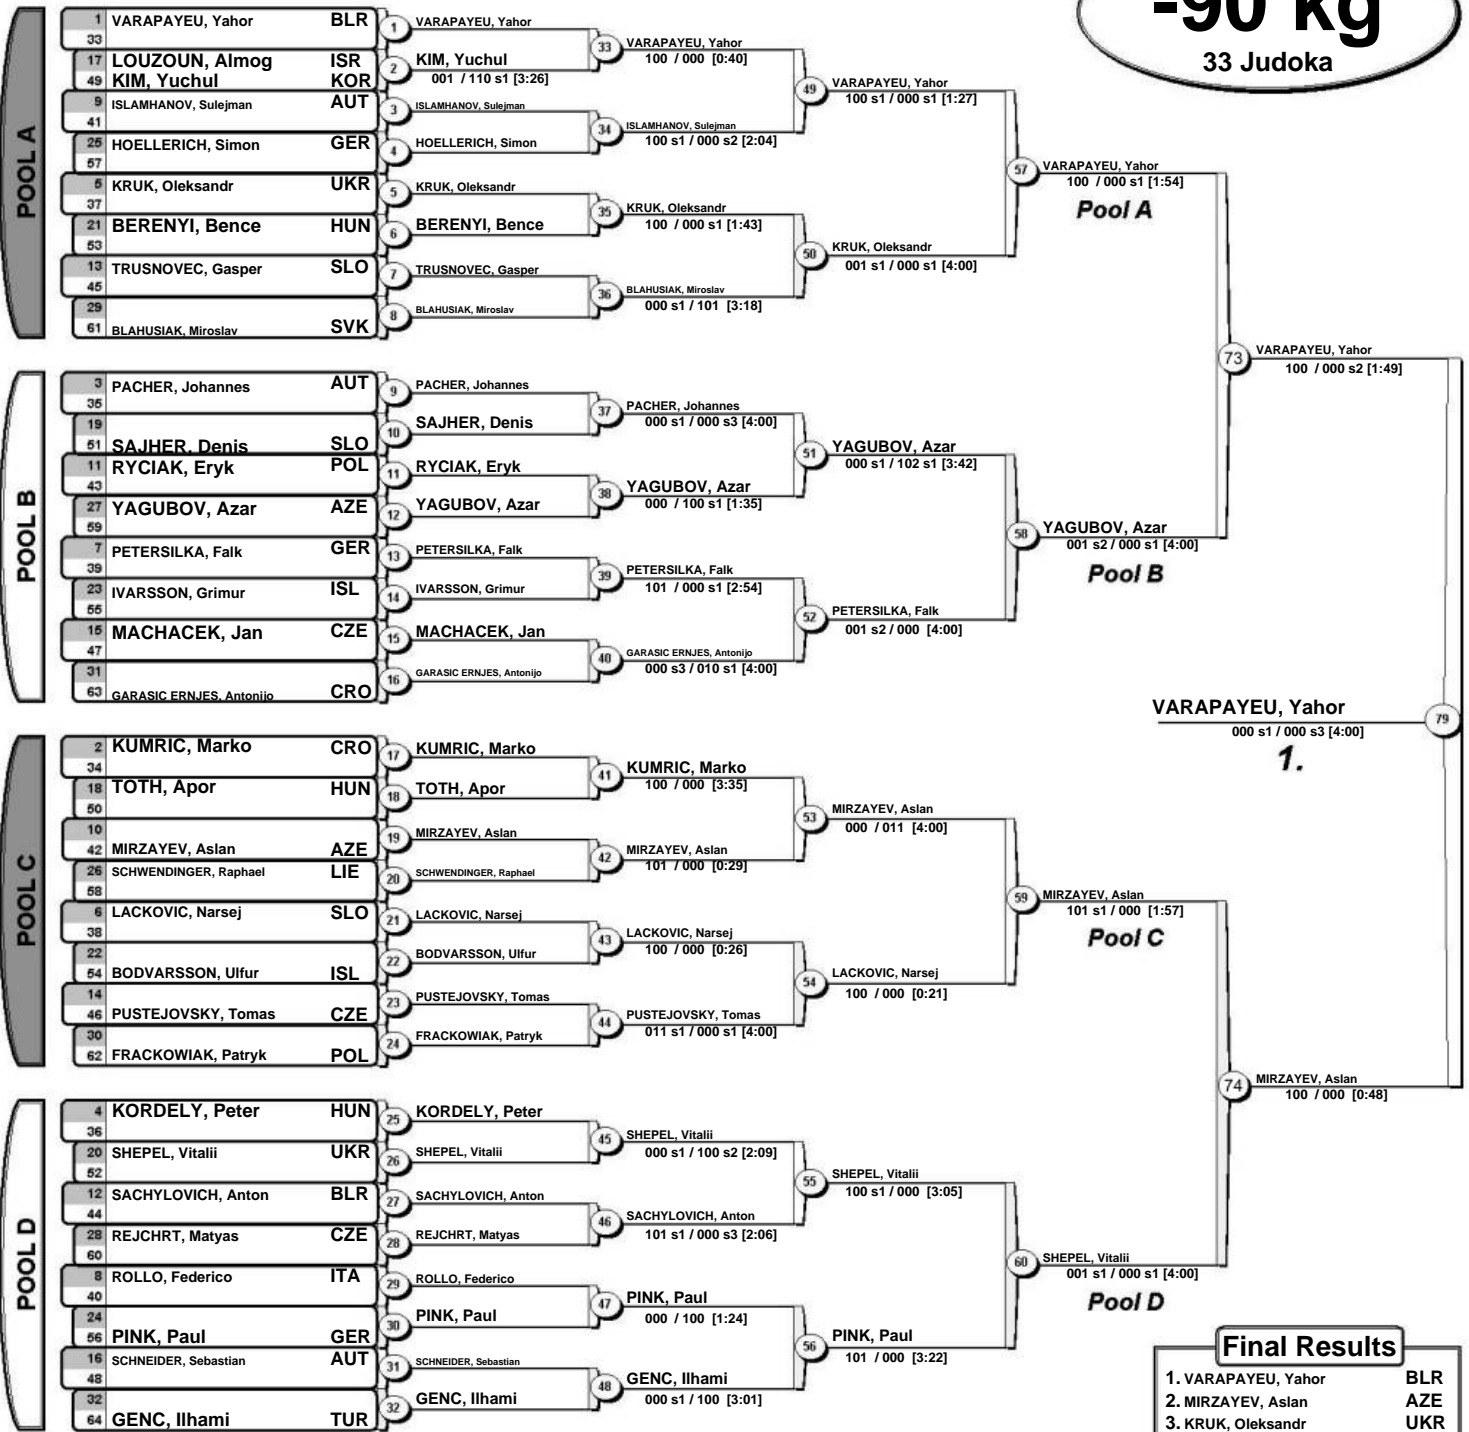 -90 kg
33 Judoka
POOL A
1 VARAPAYEU, Yahor BLR
33
17 LOUZOUN, Almog ISR
49 KIM, Yuchul KOR
9 ISLAMHANOV, Sulejman AUT
41
25 HOELLERICH, Simon GER
57
5 KRUK, Oleksandr UKR
37
21 BERENYI, Bence HUN
53
13 TRUSNOVEC, Gasper SLO
45
29
61 BLAHUSIAK, Miroslav SVK
1 VARAPAYEU, Yahor
2 KIM, Yuchul
001 / 110 s1 [3:26]
3 ISLAMHANOV, Sulejman
4 HOELLERICH, Simon
5 KRUK, Oleksandr
6 BERENYI, Bence
7 TRUSNOVEC, Gasper
8 BLAHUSIAK, Miroslav
33 VARAPAYEU, Yahor
100 / 000 [0:40]
34 ISLAMHANOV, Sulejman
100 s1 / 000 s2 [2:04]
35 KRUK, Oleksandr
100 / 000 s1 [1:43]
36 BLAHUSIAK, Miroslav
000 s1 / 101 [3:18]
49 VARAPAYEU, Yahor
100 s1 / 000 s1 [1:27]
50 KRUK, Oleksandr
001 s1 / 000 s1 [4:00]
57 VARAPAYEU, Yahor
100 / 000 s1 [1:54]
Pool A
POOL B
3 PACHER, Johannes AUT
35
19
51 SAJHER, Denis SLO
11 RYCIAK, Eryk POL
43
27 YAGUBOV, Azar AZE
59
7 PETERSILKA, Falk GER
39
23 IVARSSON, Grimur ISL
55
15 MACHACEK, Jan CZE
47
31
63 GARASIC ERNJES, Antonijo CRO
9 PACHER, Johannes
10 SAJHER, Denis
11 RYCIAK, Eryk
12 YAGUBOV, Azar
13 PETERSILKA, Falk
14 IVARSSON, Grimur
15 MACHACEK, Jan
16 GARASIC ERNJES, Antonijo
37 PACHER, Johannes
000 s1 / 000 s3 [4:00]
38 YAGUBOV, Azar
000 / 100 s1 [1:35]
39 PETERSILKA, Falk
101 / 000 s1 [2:54]
40 GARASIC ERNJES, Antonijo
000 s3 / 010 s1 [4:00]
51 YAGUBOV, Azar
000 s1 / 102 s1 [3:42]
52 PETERSILKA, Falk
001 s2 / 000 [4:00]
58 YAGUBOV, Azar
001 s2 / 000 s1 [4:00]
Pool B
73 VARAPAYEU, Yahor
100 / 000 s2 [1:49]
VARAPAYEU, Yahor 79
000 s1 / 000 s3 [4:00]
1.
POOL C
2 KUMRIC, Marko CRO
34
18 TOTH, Apor HUN
50
10
42 MIRZAYEV, Aslan AZE
26 SCHWENDINGER, Raphael LIE
58
6 LACKOVIC, Narsej SLO
38
22
54 BODVARSSON, Ulfur ISL
14
46 PUSTEJOVSKY, Tomas CZE
30
62 FRACKOWIAK, Patryk POL
17 KUMRIC, Marko
18 TOTH, Apor
19 MIRZAYEV, Aslan
20 SCHWENDINGER, Raphael
21 LACKOVIC, Narsej
22 BODVARSSON, Ulfur
23 PUSTEJOVSKY, Tomas
24 FRACKOWIAK, Patryk
41 KUMRIC, Marko
100 / 000 [3:35]
42 MIRZAYEV, Aslan
101 / 000 [0:29]
43 LACKOVIC, Narsej
100 / 000 [0:26]
44 PUSTEJOVSKY, Tomas
011 s1 / 000 s1 [4:00]
53 MIRZAYEV, Aslan
000 / 011 [4:00]
54 LACKOVIC, Narsej
100 / 000 [0:21]
59 MIRZAYEV, Aslan
101 s1 / 000 [1:57]
Pool C
POOL D
4 KORDELY, Peter HUN
36
20 SHEPEL, Vitalii UKR
52
12 SACHYLOVICH, Anton BLR
44
28 REJCHRT, Matyas CZE
60
8 ROLLO, Federico ITA
40
24
56 PINK, Paul GER
16 SCHNEIDER, Sebastian AUT
48
32
64 GENC, Ilhami TUR
25 KORDELY, Peter
26 SHEPEL, Vitalii
27 SACHYLOVICH, Anton
28 REJCHRT, Matyas
29 ROLLO, Federico
30 PINK, Paul
31 SCHNEIDER, Sebastian
32 GENC, Ilhami
45 SHEPEL, Vitalii
000 s1 / 100 s2 [2:09]
46 SACHYLOVICH, Anton
101 s1 / 000 s3 [2:06]
47 PINK, Paul
000 / 100 [1:24]
48 GENC, Ilhami
000 s1 / 100 [3:01]
55 SHEPEL, Vitalii
100 s1 / 000 [3:05]
56 PINK, Paul
101 / 000 [3:22]
60 SHEPEL, Vitalii
001 s1 / 000 s1 [4:00]
Pool D
74 MIRZAYEV, Aslan
100 / 000 [0:48]
Final Results
1. VARAPAYEU, Yahor BLR
2. MIRZAYEV, Aslan AZE
3. KRUK, Oleksandr UKR